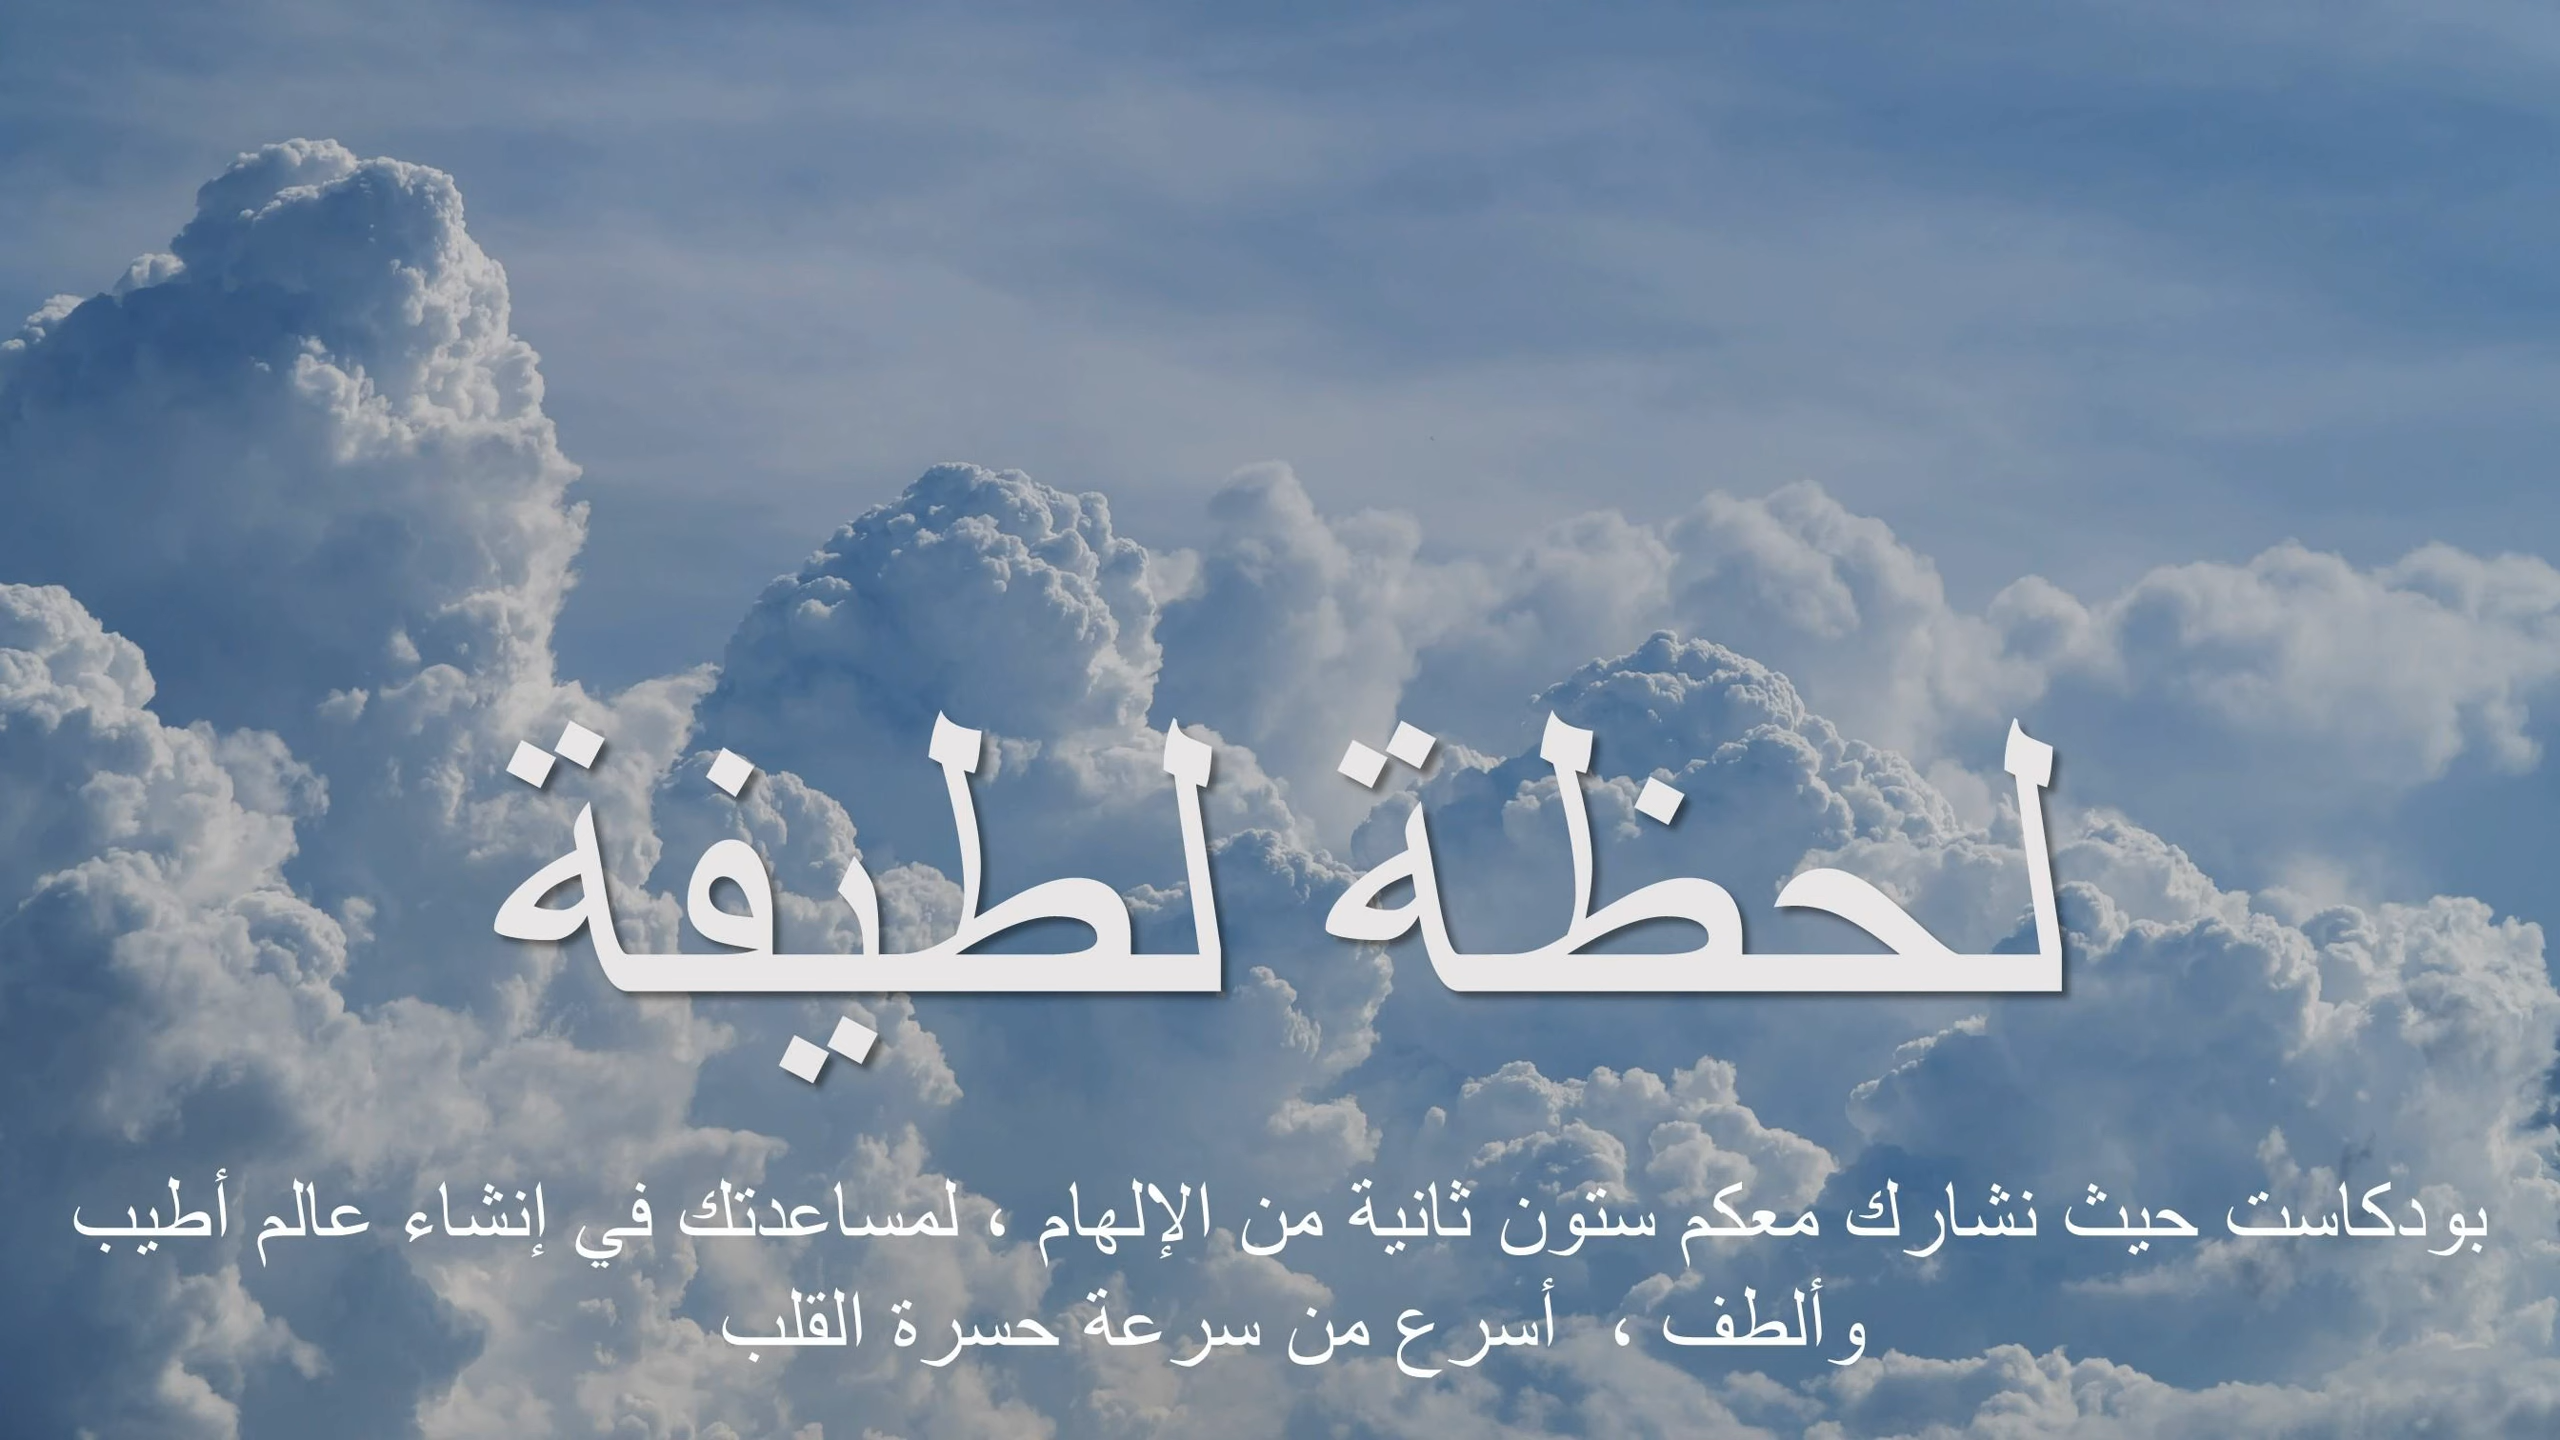 لحظة لطيفة
بودكاست حيث نشارك معكم ستون ثانية من الإلهام ، لمساعدتك في إنشاء عالم أطيب
وألطف ، أسرع من سرعة حسرة القلب